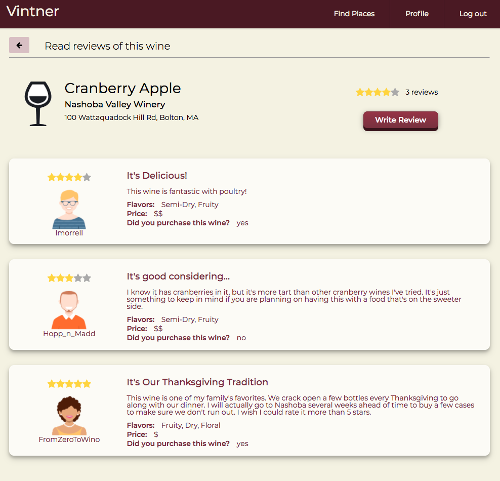 Vintner
Find Places
Profile
Log out
Read reviews of this wine
Cranberry Apple
Nashoba Valley Winery
100 Wattaquadock Hill Rd, Bolton, MA
3 reviews
Write Review
It's Delicious!
This wine is fantastic with poultry!
Flavors: Semi-Dry, Fruity
Price: $$
Did you purchase this wine? yes
lmorrell
It's good considering...
I know it has cranberries in it, but it's more tart than other cranberry wines I've tried. It's just
something to keep in mind if you are planning on having this with a food that's on the sweeter
side.
Flavors: Semi-Dry, Fruity
Price: $$
Did you purchase this wine? no
Hopp_n_Madd
It's Our Thanksgiving Tradition
This wine is one of my family's favorites. We crack open a few bottles every Thanksgiving to go
along with our dinner. I will actually go to Nashoba several weeks ahead of time to buy a few cases
to make sure we don't run out. I wish I could rate it more than 5 stars.
Flavors: Fruity, Dry, Floral
Price: $
Did you purchase this wine? yes
FromZeroToWino